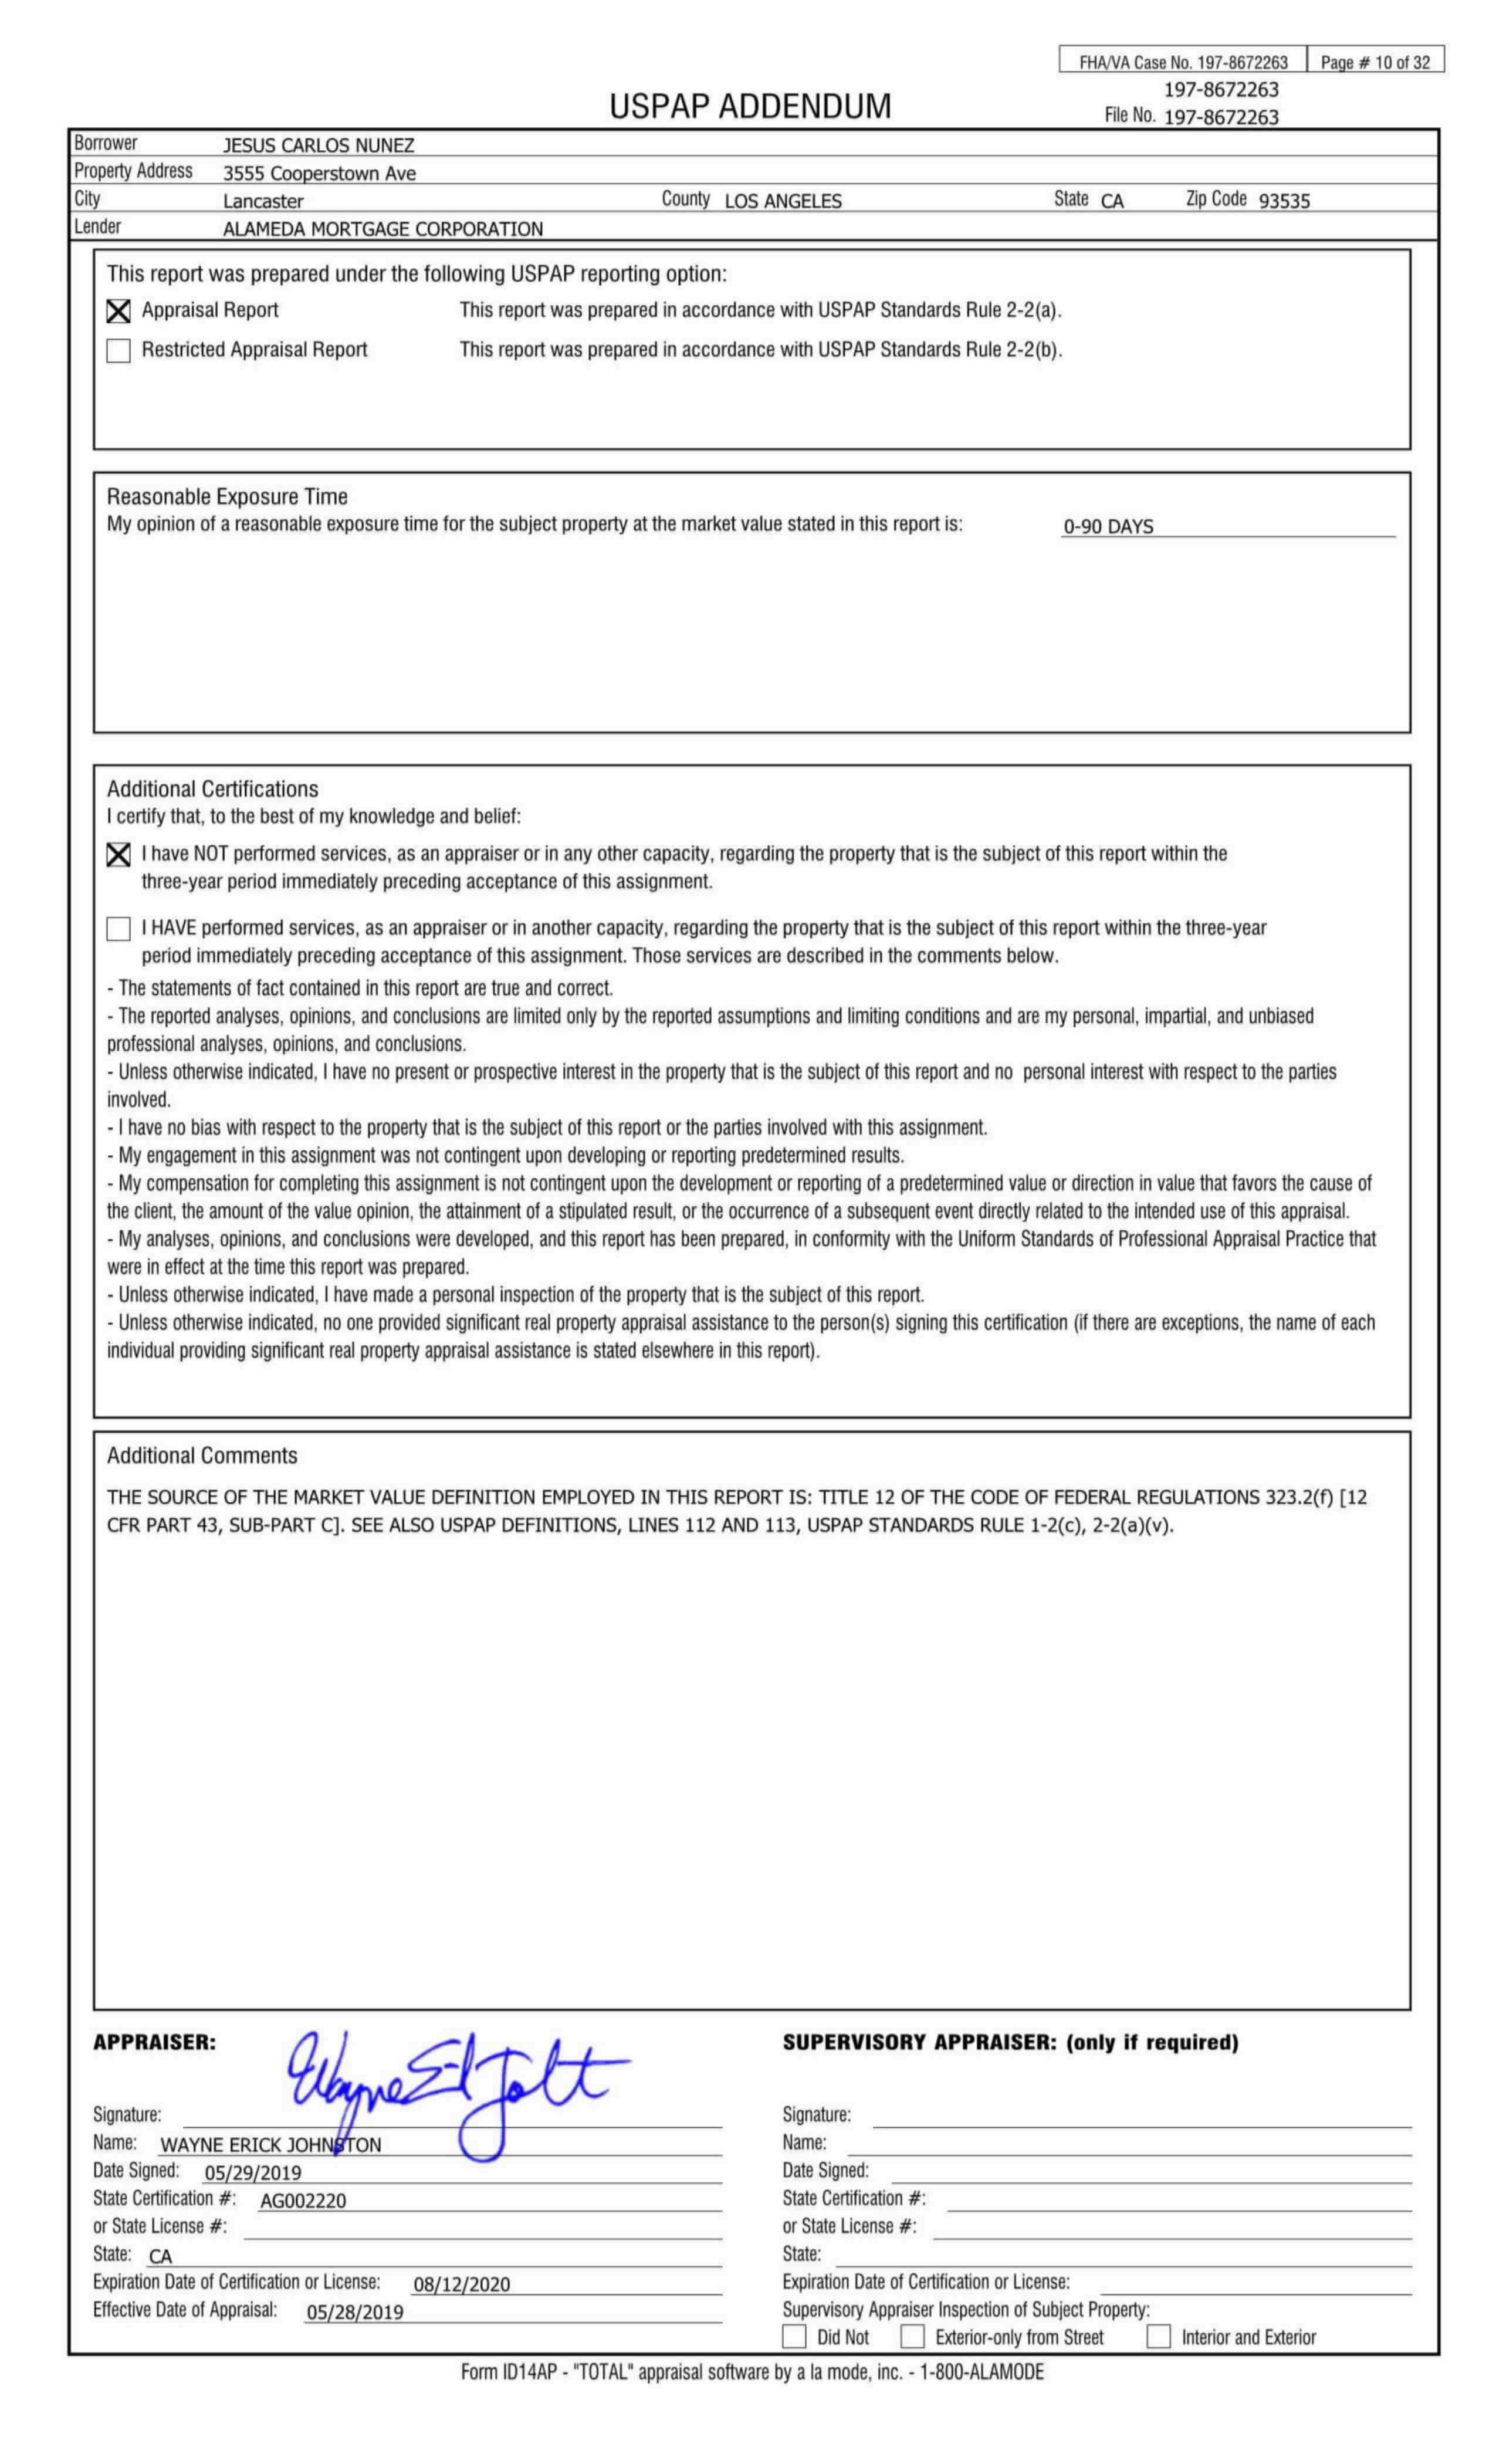 FHA/VA Case No. 197-8672263 Page # 10 of 32
197-8672263
USPAP ADDENDUM File No. 197-8672263
Borrower JESUS CARLOS NUNEZ
Property Address 3555 Cooperstown Ave
City Lancaster County LOS ANGELES State CA Zip Code 93535
Lender ALAMEDA MORTGAGE CORPORATION
This report was prepared under the following USPAP reporting option:
Appraisal Report This report was prepared in accordance with USPAP Standards Rule 2-2(a).
Restricted Appraisal Report This report was prepared in accordance with USPAP Standards Rule 2-2(b).
Reasonable Exposure Time
My opinion of a reasonable exposure time for the subject property at the market value stated in this report is: 0-90 DAYS
Additional Certifications
I certify that, to the best of my knowledge and belief:
I have NOT performed services, as an appraiser or in any other capacity, regarding the property that is the subject of this report within the
three-year period immediately preceding acceptance of this assignment.
I HAVE performed services, as an appraiser or in another capacity, regarding the property that is the subject of this report within the three-year
period immediately preceding acceptance of this assignment. Those services are described in the comments below.
- The statements of fact contained in this report are true and correct.
- The reported analyses, opinions, and conclusions are limited only by the reported assumptions and limiting conditions and are my personal, impartial, and unbiased
professional analyses, opinions, and conclusions.
- Unless otherwise indicated, I have no present or prospective interest in the property that is the subject of this report and no personal interest with respect to the parties
involved.
- I have no bias with respect to the property that is the subject of this report or the parties involved with this assignment.
- My engagement in this assignment was not contingent upon developing or reporting predetermined results.
- My compensation for completing this assignment is not contingent upon the development or reporting of a predetermined value or direction in value that favors the cause of
the client, the amount of the value opinion, the attainment of a stipulated result, or the occurrence of a subsequent event directly related to the intended use of this appraisal.
- My analyses, opinions, and conclusions were developed, and this report has been prepared, in conformity with the Uniform Standards of Professional Appraisal Practice that
were in effect at the time this report was prepared.
- Unless otherwise indicated, I have made a personal inspection of the property that is the subject of this report.
- Unless otherwise indicated, no one provided significant real property appraisal assistance to the person(s) signing this certification (if there are exceptions, the name of each
individual providing significant real property appraisal assistance is stated elsewhere in this report).
Additional Comments
THE SOURCE OF THE MARKET VALUE DEFINITION EMPLOYED IN THIS REPORT IS: TITLE 12 OF THE CODE OF FEDERAL REGULATIONS 323.2(f) [12
CFR PART 43, SUB-PART C]. SEE ALSO USPAP DEFINITIONS, LINES 112 AND 113, USPAP STANDARDS RULE 1-2(c), 2-2(a)(v).
APPRAISER: SUPERVISORY APPRAISER: (only if required)
Signature: Signature:
Name: WAYNE ERICK JOHNSTON Name:
Date Signed: 05/29/2019 Date Signed:
State Certification #: AG002220 State Certification #:
or State License #: or State License #:
State: CA State:
Expiration Date of Certification or License: 08/12/2020 Expiration Date of Certification or License:
Effective Date of Appraisal: 05/28/2019 Supervisory Appraiser Inspection of Subject Property:
Did Not Exterior-only from Street Interior and Exterior
Form ID14AP - "TOTAL" appraisal software by a la mode, inc. - 1-800-ALAMODE